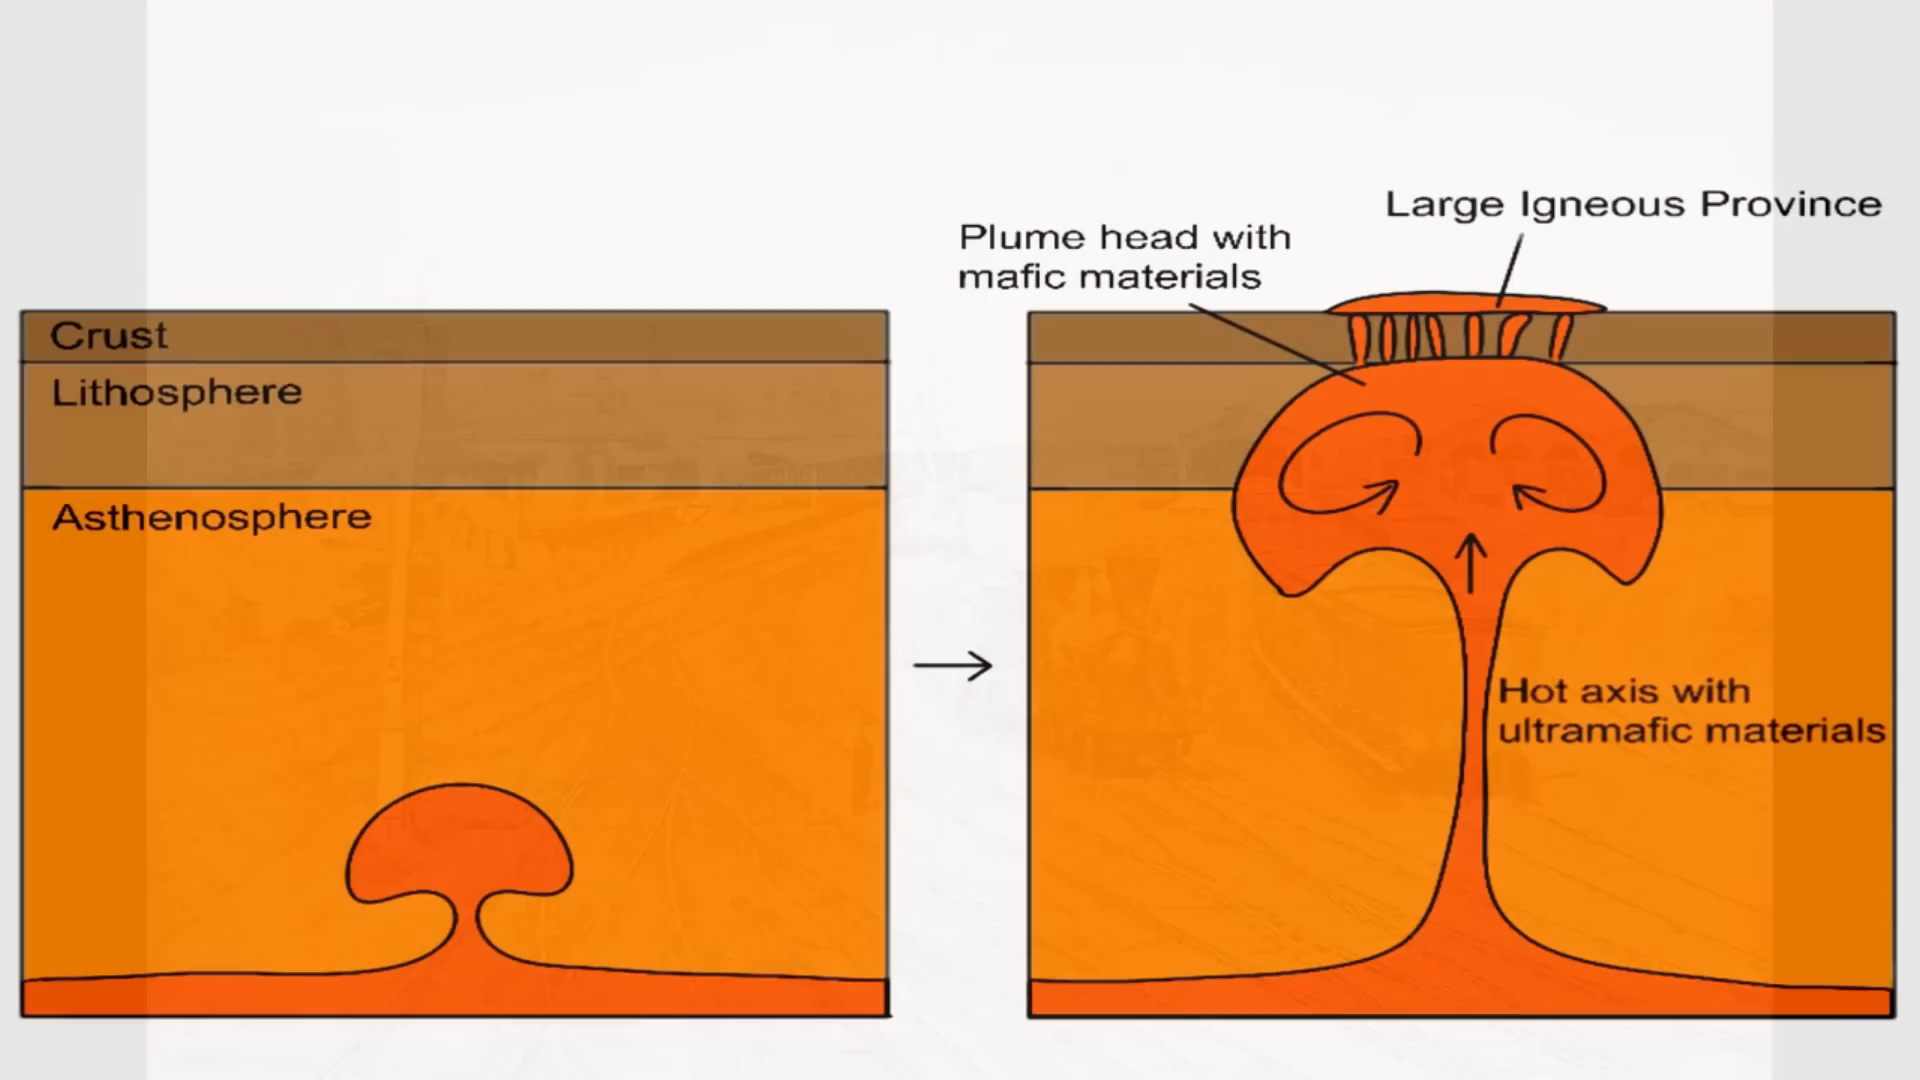 Crust
Lithosphere
Asthenosphere
Plume head with
mafic materials
Large Igneous Province
Hot axis with
ultramafic materials